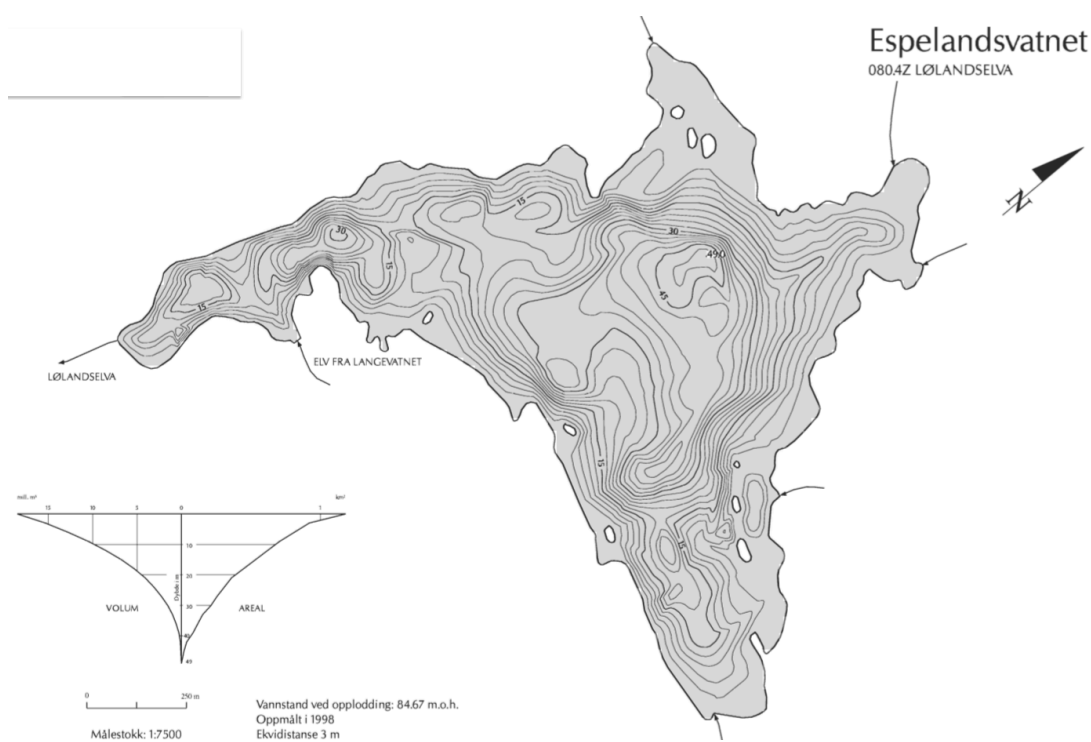 Espelandsvatnet
080.4Z LØLANDSELVA
N
15
30
30
49,0
15
45
15
ELV FRA LANGEVATNET
LØLANDSELVA
15
15
mill. m³
km²
15
10
5
0
1
10
20
30
40
49
Dybde i m
VOLUM
AREAL
0
250 m
Målestokk: 1:7500
Vannstand ved opplodding: 84.67 m.o.h.
Oppmålt i 1998
Ekvidistanse 3 m